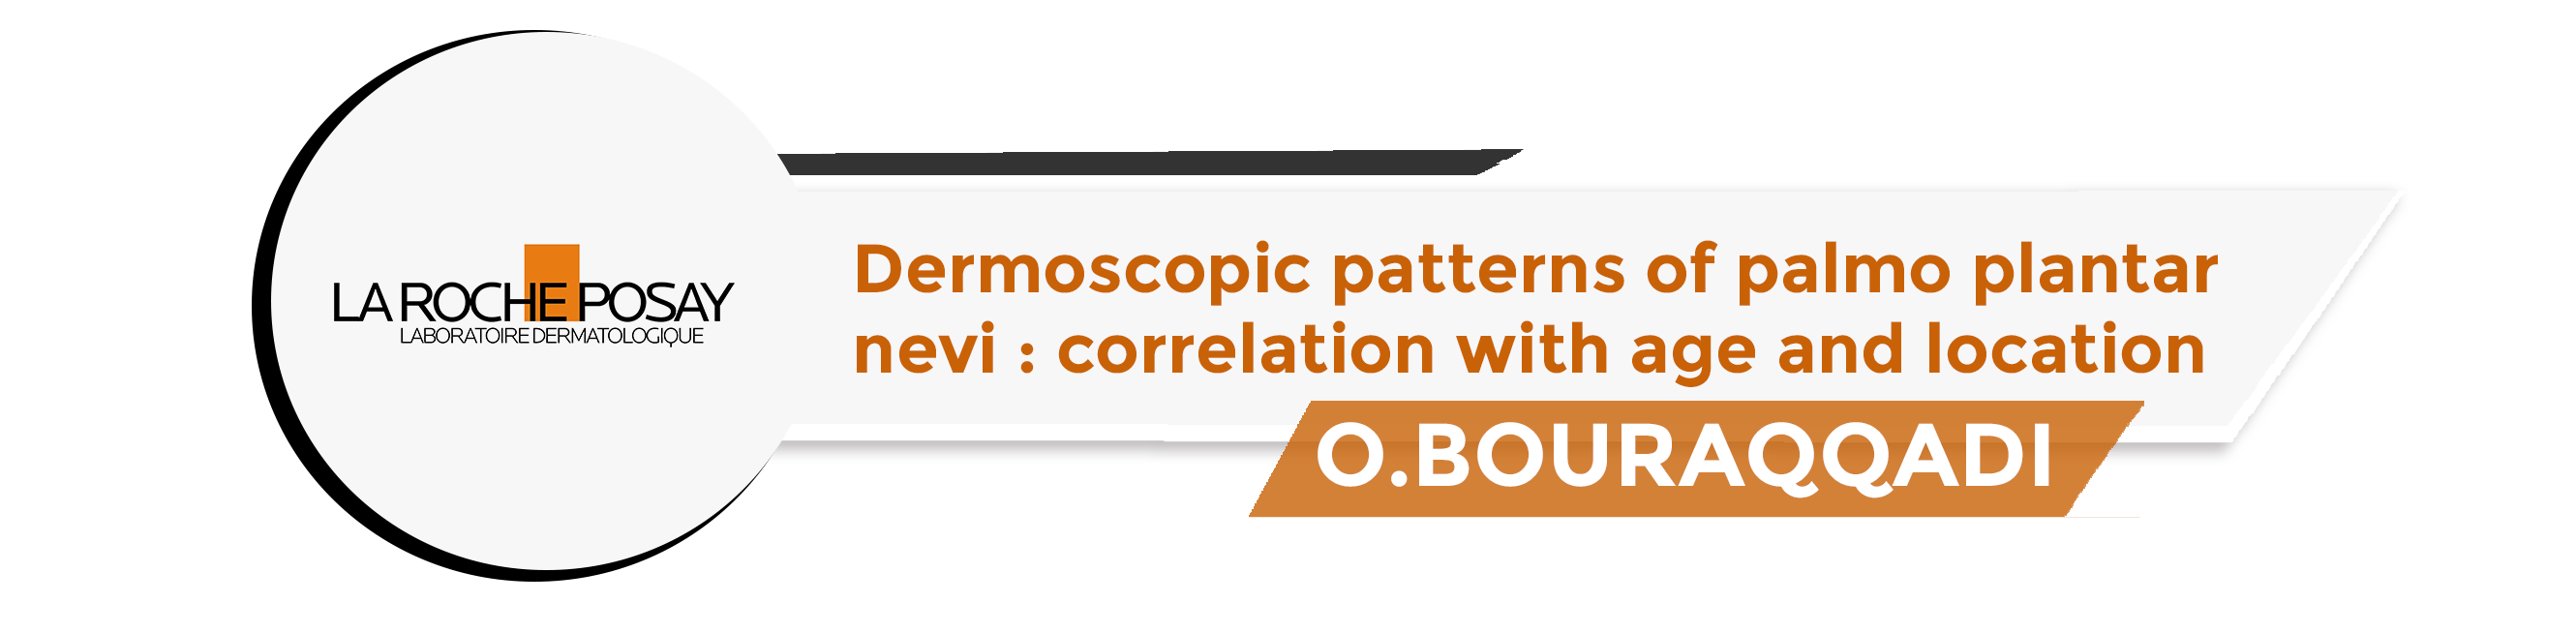 LA ROCHE POSAY
LABORATOIRE DERMATOLOGIQUE
Dermoscopic patterns of palmo plantar
nevi : correlation with age and location
O.BOURAQQADI